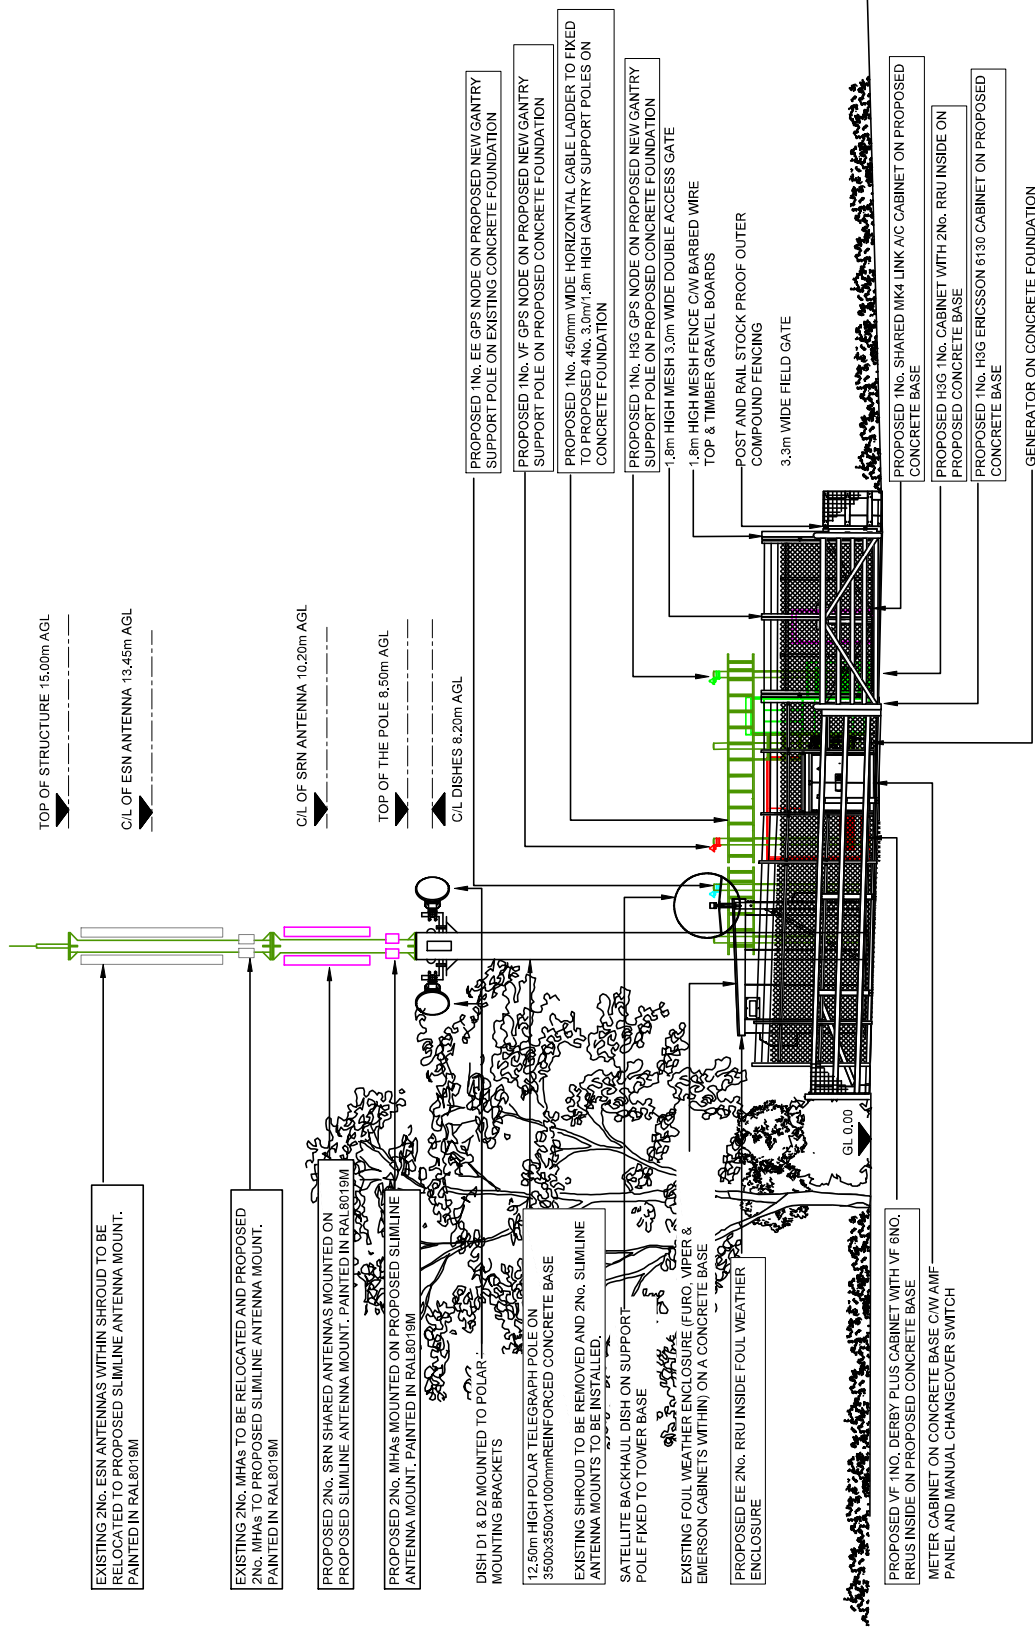 TOP OF STRUCTURE 15.00m AGL
C/L OF ESN ANTENNA 13.45m AGL
C/L OF SRN ANTENNA 10.20m AGL
TOP OF THE POLE 8.50m AGL
C/L DISHES 8.20m AGL
EXISTING 2No. ESN ANTENNAS WITHIN SHROUD TO BE
RELOCATED TO PROPOSED SLIMLINE ANTENNA MOUNT.
PAINTED IN RAL8019M
EXISTING 2No. MHAs TO BE RELOCATED AND PROPOSED
2No. MHAs TO PROPOSED SLIMLINE ANTENNA MOUNT.
PAINTED IN RAL8019M
PROPOSED 2No. SRN SHARED ANTENNAS MOUNTED ON
PROPOSED SLIMLINE ANTENNA MOUNT. PAINTED IN RAL8019M
PROPOSED 2No. MHAs MOUNTED ON PROPOSED SLIMLINE
ANTENNA MOUNT. PAINTED IN RAL8019M
DISH D1 & D2 MOUNTED TO POLAR
MOUNTING BRACKETS
12.50m HIGH POLAR TELEGRAPH POLE ON
3500x3500x1000mmREINFORCED CONCRETE BASE
EXISTING SHROUD TO BE REMOVED AND 2No. SLIMLINE
ANTENNA MOUNTS TO BE INSTALLED.
SATELLITE BACKHAUL DISH ON SUPPORT
POLE FIXED TO TOWER BASE
EXISTING FOUL WEATHER ENCLOSURE (FURO, VIPER &
EMERSON CABINETS WITHIN) ON A CONCRETE BASE
PROPOSED EE 2No. RRU INSIDE FOUL WEATHER
ENCLOSURE
GL 0.00
PROPOSED VF 1NO. DERBY PLUS CABINET WITH VF 6NO.
RRUS INSIDE ON PROPOSED CONCRETE BASE
METER CABINET ON CONCRETE BASE C/W AMF
PANEL AND MANUAL CHANGEOVER SWITCH
PROPOSED 1No. EE GPS NODE ON PROPOSED NEW GANTRY
SUPPORT POLE ON EXISTING CONCRETE FOUNDATION
PROPOSED 1No. VF GPS NODE ON PROPOSED NEW GANTRY
SUPPORT POLE ON PROPOSED CONCRETE FOUNDATION
PROPOSED 1No. 450mm WIDE HORIZONTAL CABLE LADDER TO FIXED
TO PROPOSED 4No. 3.0m/1.8m HIGH GANTRY SUPPORT POLES ON
CONCRETE FOUNDATION
PROPOSED 1No. H3G GPS NODE ON PROPOSED NEW GANTRY
SUPPORT POLE ON PROPOSED CONCRETE FOUNDATION
1.8m HIGH MESH 3.0m WIDE DOUBLE ACCESS GATE
1.8m HIGH MESH FENCE C/W BARBED WIRE
TOP & TIMBER GRAVEL BOARDS
POST AND RAIL STOCK PROOF OUTER
COMPOUND FENCING
3.3m WIDE FIELD GATE
PROPOSED 1No. SHARED MK4 LINK A/C CABINET ON PROPOSED
CONCRETE BASE
PROPOSED H3G 1No. CABINET WITH 2No. RRU INSIDE ON
PROPOSED CONCRETE BASE
PROPOSED 1No. H3G ERICSSON 6130 CABINET ON PROPOSED
CONCRETE BASE
GENERATOR ON CONCRETE FOUNDATION